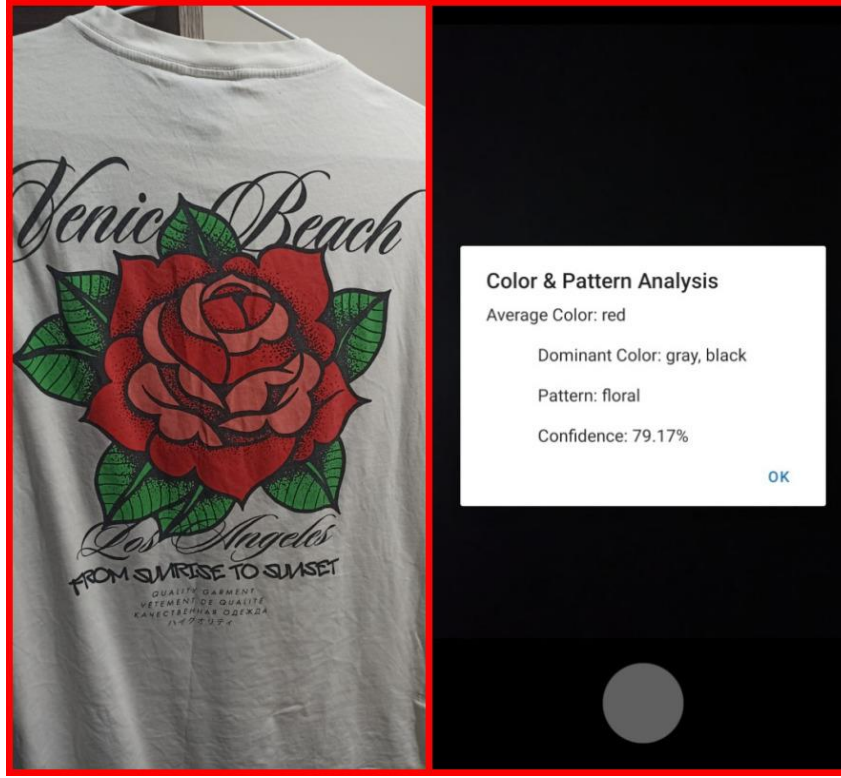 Venice Beach
Los Angeles
FROM SUNRISE TO SUNSET
QUALITY GARMENT
VETEMENT DE QUALITE
КАЧЕСТВЕННАЯ ОДЕЖДА
ハイクオリティ
Color & Pattern Analysis
Average Color: red
Dominant Color: gray, black
Pattern: floral
Confidence: 79.17%
OK